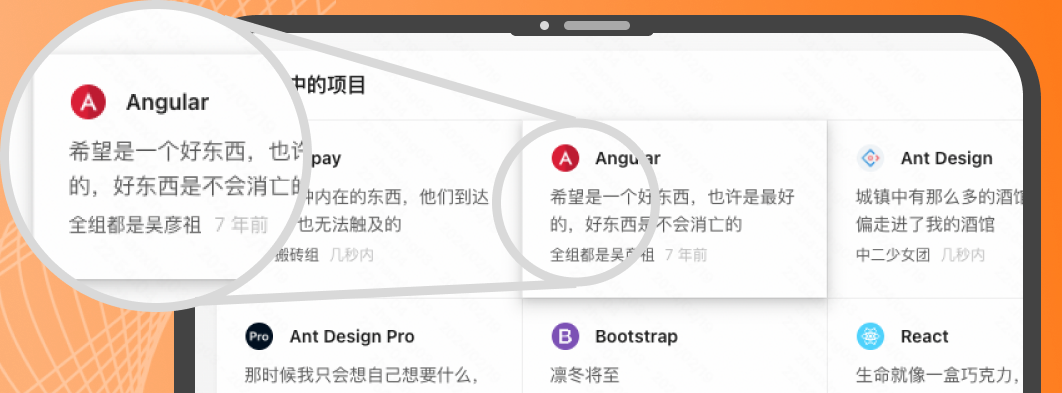 中的项目
Angular
希望是一个好东西，也许
的，好东西是不会消亡的
全组都是吴彦祖 7 年前
pay
种内在的东西，他们到达
也无法触及的
搬砖组 几秒内
Angular
希望是一个好东西，也许是最好
的，好东西是不会消亡的
全组都是吴彦祖 7 年前
Ant Design
城镇中有那么多的酒馆
偏走进了我的酒馆
中二少女团 几秒内
Pro
Ant Design Pro
那时候我只会想自己想要什么，
B
Bootstrap
凛冬将至
React
生命就像一盒巧克力，